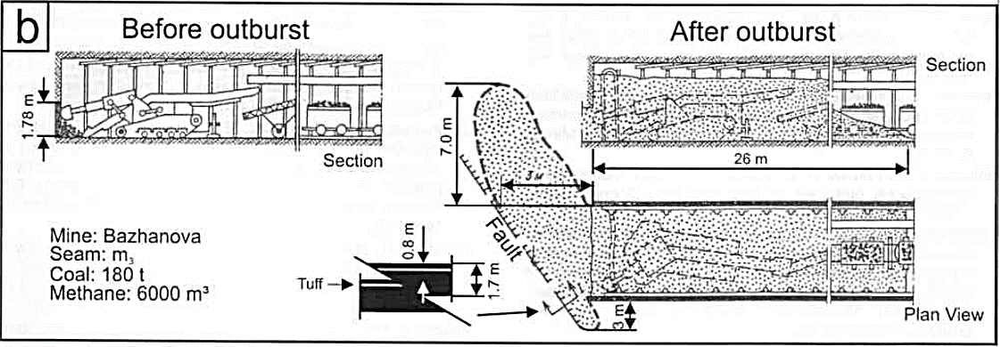 b
Before outburst
After outburst
1.78 m
Section
Section
7.0 m
3 м
26 m
Fault
Mine: Bazhanova
Seam: m₃
Coal: 180 t
Methane: 6000 m³
Tuff
0.8 m
1.7 m
3 m
Plan View